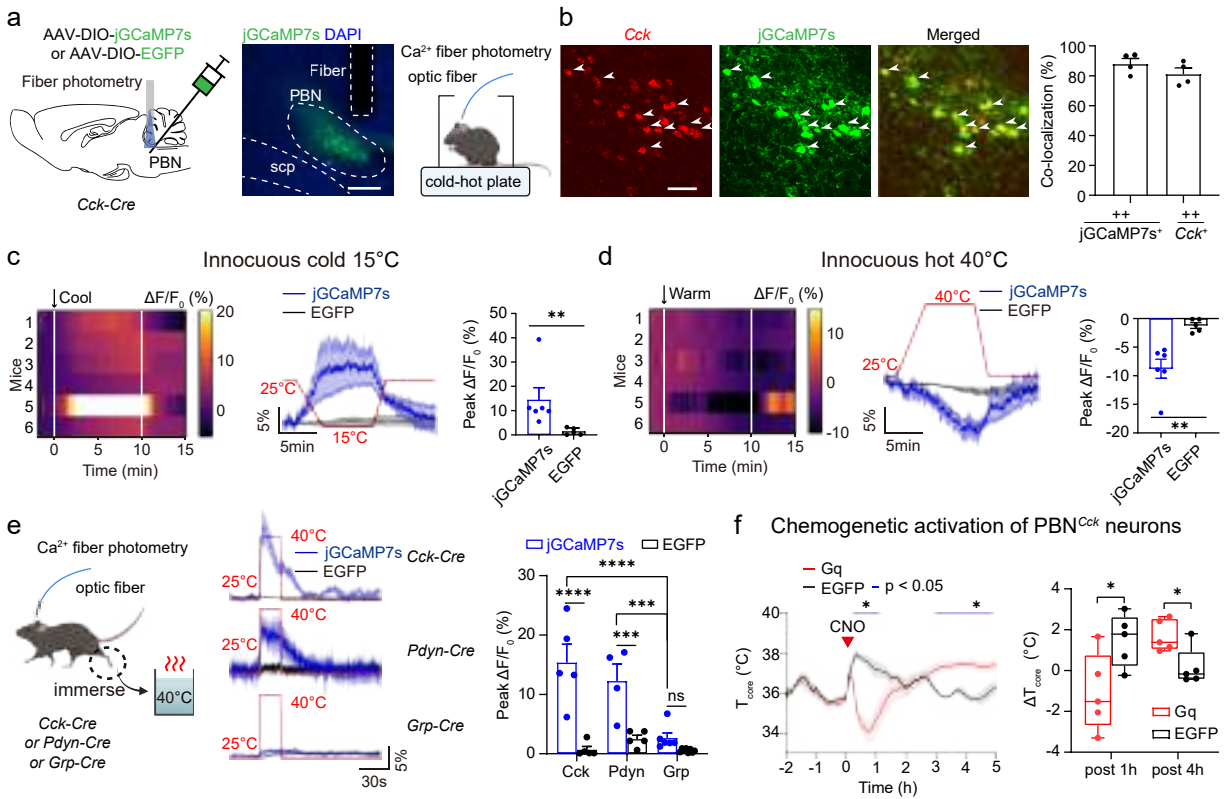 a
AAV-DIO-jGCaMP7s
or AAV-DIO-EGFP
Fiber photometry
PBN
Cck-Cre
jGCaMP7s DAPI
Fiber
PBN
scp
Ca²⁺ fiber photometry
optic fiber
cold-hot plate
b
Cck
jGCaMP7s
Merged
Co-localization (%)
100
80
60
40
20
0
++ ++
jGCaMP7s⁺ Cck⁺
c
Innocuous cold 15°C
Cool
ΔF/F₀ (%)
Mice
1
2
3
4
5
6
0 5 10 15
Time (min)
20
0
-20
jGCaMP7s
EGFP
25°C
15°C
5%
5min
Peak ΔF/F₀ (%)
50
40
30
20
10
0
**
jGCaMP7s
EGFP
d
Innocuous hot 40°C
Warm
ΔF/F₀ (%)
Mice
1
2
3
4
5
6
0 5 10 15
Time (min)
10
0
-10
jGCaMP7s
EGFP
40°C
25°C
5%
5min
Peak ΔF/F₀ (%)
0
-5
-10
-15
-20
**
jGCaMP7s
EGFP
e
Ca²⁺ fiber photometry
optic fiber
immerse
40°C
Cck-Cre
or Pdyn-Cre
or Grp-Cre
40°C
jGCaMP7s
EGFP
Cck-Cre
25°C
40°C
Pdyn-Cre
25°C
40°C
Grp-Cre
25°C
5%
30s
jGCaMP7s EGFP
Peak ΔF/F₀ (%)
30
20
10
0
****
****
***
***
ns
Cck Pdyn Grp
f
Chemogenetic activation of PBN^Cck neurons
Gq
EGFP
p < 0.05
* *
CNO
T_core (°C)
40
38
36
34
-2 -1 0 1 2 3 4 5
Time (h)
ΔT_core (°C)
4
2
0
-2
-4
* *
Gq
EGFP
post 1h post 4h